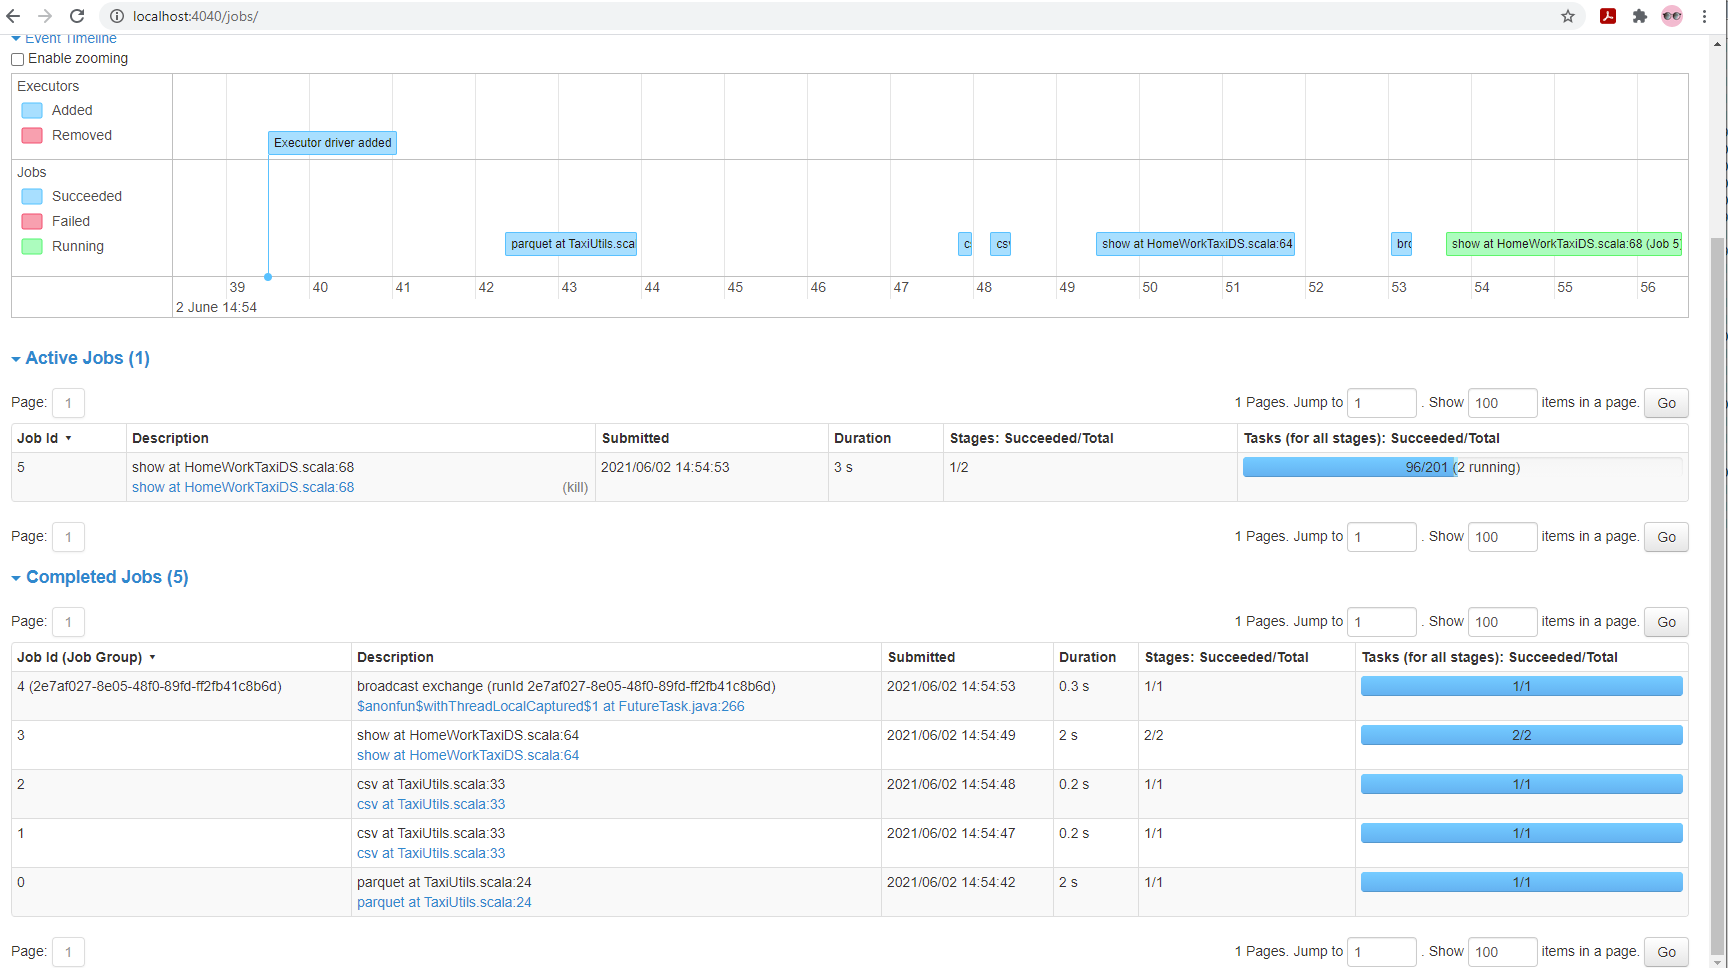 localhost:4040/jobs/
Event Timeline
Enable zooming
Executors
Added
Removed
Executor driver added
Jobs
Succeeded
Failed
Running
parquet at TaxiUtils.sca
cs
csv
show at HomeWorkTaxiDS.scala:64
bro
show at HomeWorkTaxiDS.scala:68 (Job 5)
39 40 41 42 43 44 45 46 47 48 49 50 51 52 53 54 55 56
2 June 14:54
Active Jobs (1)
Page: 1 1 Pages. Jump to 1 . Show 100 items in a page. Go
Job Id Description Submitted Duration Stages: Succeeded/Total Tasks (for all stages): Succeeded/Total
5 show at HomeWorkTaxiDS.scala:68 2021/06/02 14:54:53 3 s 1/2 96/201 (2 running)
show at HomeWorkTaxiDS.scala:68 (kill)
Page: 1 1 Pages. Jump to 1 . Show 100 items in a page. Go
Completed Jobs (5)
Page: 1 1 Pages. Jump to 1 . Show 100 items in a page. Go
Job Id (Job Group) Description Submitted Duration Stages: Succeeded/Total Tasks (for all stages): Succeeded/Total
4 (2e7af027-8e05-48f0-89fd-ff2fb41c8b6d) broadcast exchange (runId 2e7af027-8e05-48f0-89fd-ff2fb41c8b6d) 2021/06/02 14:54:53 0.3 s 1/1 1/1
$anonfun$withThreadLocalCaptured$1 at FutureTask.java:266
3 show at HomeWorkTaxiDS.scala:64 2021/06/02 14:54:49 2 s 2/2 2/2
show at HomeWorkTaxiDS.scala:64
2 csv at TaxiUtils.scala:33 2021/06/02 14:54:48 0.2 s 1/1 1/1
csv at TaxiUtils.scala:33
1 csv at TaxiUtils.scala:33 2021/06/02 14:54:47 0.2 s 1/1 1/1
csv at TaxiUtils.scala:33
0 parquet at TaxiUtils.scala:24 2021/06/02 14:54:42 2 s 1/1 1/1
parquet at TaxiUtils.scala:24
Page: 1 1 Pages. Jump to 1 . Show 100 items in a page. Go